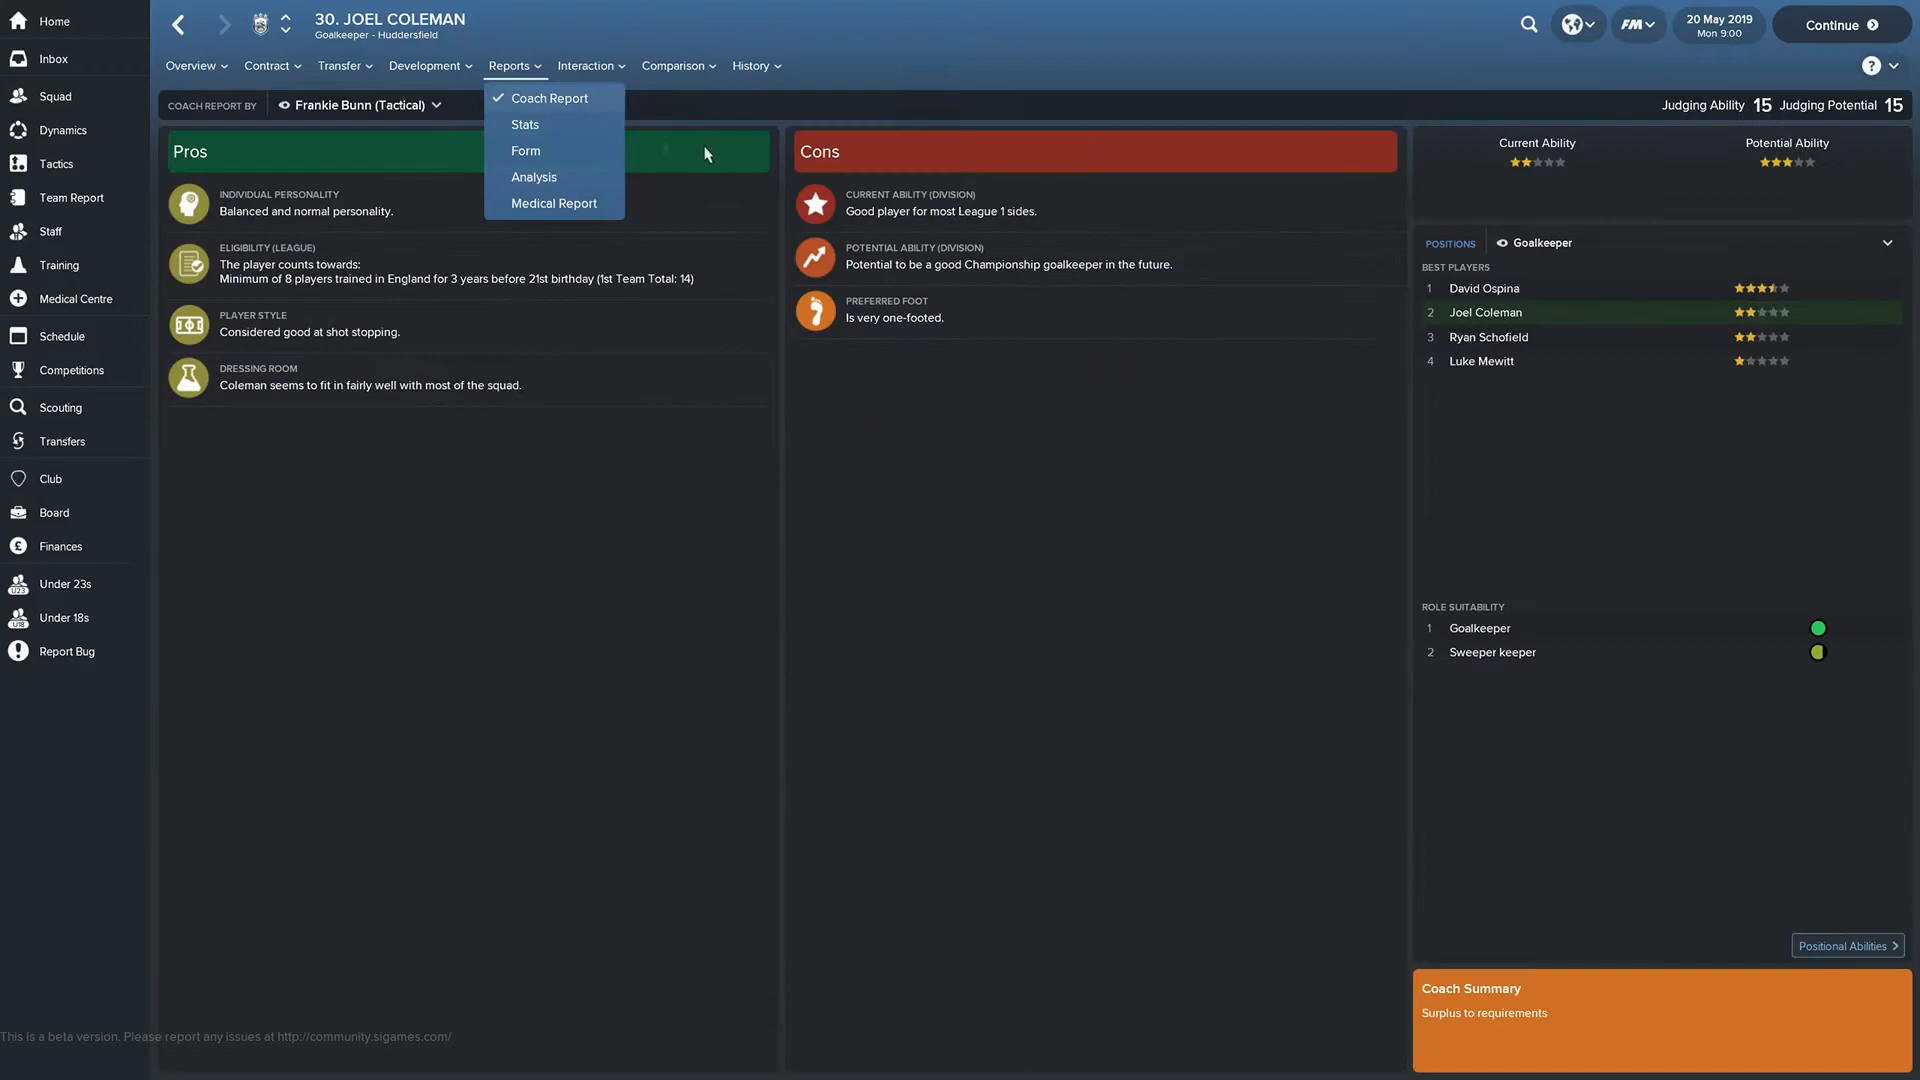 Home
Inbox
Squad
Dynamics
Tactics
Team Report
Staff
Training
Medical Centre
Schedule
Competitions
Scouting
Transfers
Club
Board
Finances
U23
Under 23s
U18
Under 18s
Report Bug
30. JOEL COLEMAN
Goalkeeper - Huddersfield
FM
20 May 2019
Mon 9:00
Continue
Overview
Contract
Transfer
Development
Reports
Interaction
Comparison
History
?
COACH REPORT BY
Frankie Bunn (Tactical)
Judging Ability 15 Judging Potential 15
Coach Report
Stats
Form
Analysis
Medical Report
Pros
INDIVIDUAL PERSONALITY
Balanced and normal personality.
ELIGIBILITY (LEAGUE)
The player counts towards:
Minimum of 8 players trained in England for 3 years before 21st birthday (1st Team Total: 14)
PLAYER STYLE
Considered good at shot stopping.
DRESSING ROOM
Coleman seems to fit in fairly well with most of the squad.
Cons
CURRENT ABILITY (DIVISION)
Good player for most League 1 sides.
POTENTIAL ABILITY (DIVISION)
Potential to be a good Championship goalkeeper in the future.
PREFERRED FOOT
Is very one-footed.
Current Ability
Potential Ability
POSITIONS
Goalkeeper
BEST PLAYERS
1 David Ospina
2 Joel Coleman
3 Ryan Schofield
4 Luke Mewitt
ROLE SUITABILITY
1 Goalkeeper
2 Sweeper keeper
Positional Abilities
Coach Summary
Surplus to requirements
This is a beta version. Please report any issues at http://community.sigames.com/